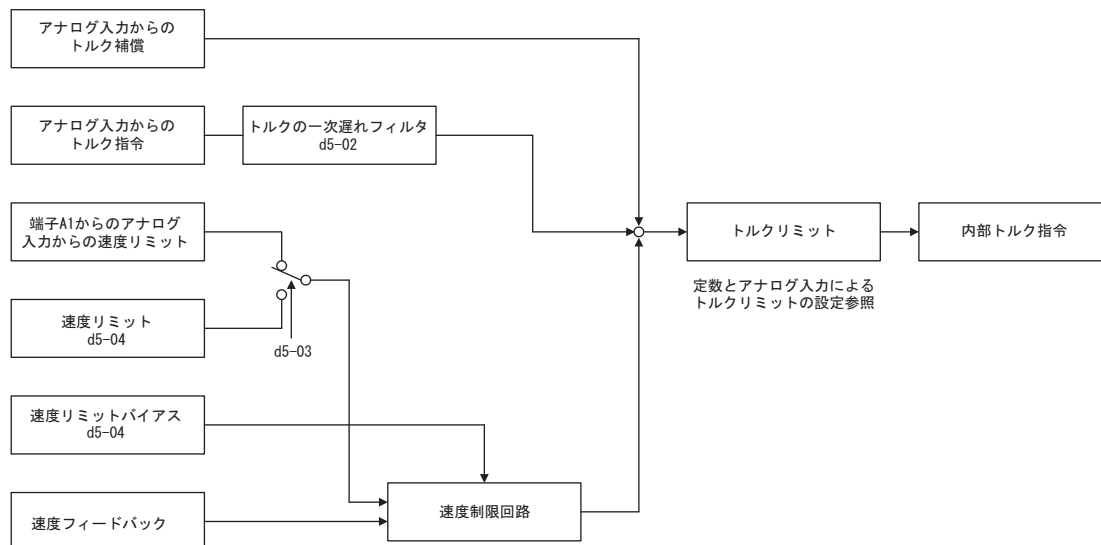 アナログ入力からの
トルク補償
アナログ入力からの
トルク指令
トルクの一次遅れフィルタ
d5-02
端子A1からのアナログ
入力からの速度リミット
トルクリミット
内部トルク指令
定数とアナログ入力による
トルクリミットの設定参照
速度リミット
d5-04
d5-03
速度リミットバイアス
d5-04
速度制限回路
速度フィードバック